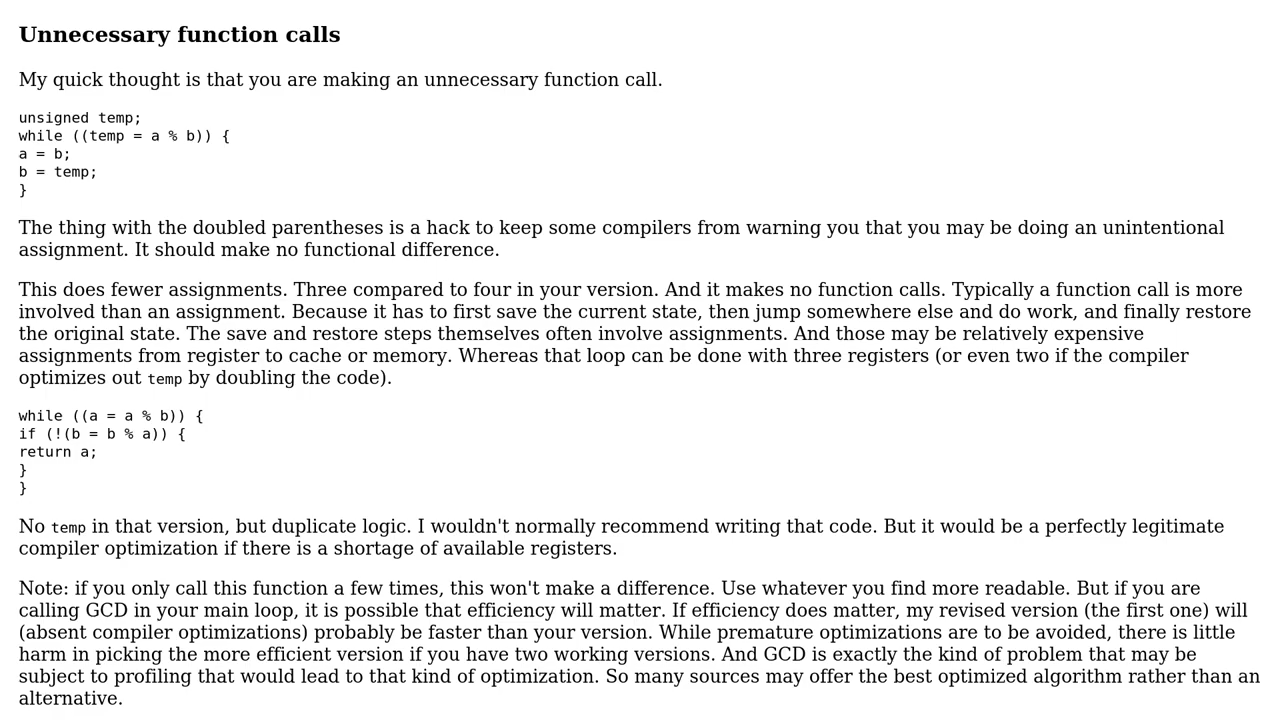 Unnecessary function calls
My quick thought is that you are making an unnecessary function call.
unsigned temp;
while ((temp = a % b)) {
a = b;
b = temp;
}
The thing with the doubled parentheses is a hack to keep some compilers from warning you that you may be doing an unintentional
assignment. It should make no functional difference.
This does fewer assignments. Three compared to four in your version. And it makes no function calls. Typically a function call is more
involved than an assignment. Because it has to first save the current state, then jump somewhere else and do work, and finally restore
the original state. The save and restore steps themselves often involve assignments. And those may be relatively expensive
assignments from register to cache or memory. Whereas that loop can be done with three registers (or even two if the compiler
optimizes out temp by doubling the code).
while ((a = a % b)) {
if (!(b = b % a)) {
return a;
}
}
No temp in that version, but duplicate logic. I wouldn't normally recommend writing that code. But it would be a perfectly legitimate
compiler optimization if there is a shortage of available registers.
Note: if you only call this function a few times, this won't make a difference. Use whatever you find more readable. But if you are
calling GCD in your main loop, it is possible that efficiency will matter. If efficiency does matter, my revised version (the first one) will
(absent compiler optimizations) probably be faster than your version. While premature optimizations are to be avoided, there is little
harm in picking the more efficient version if you have two working versions. And GCD is exactly the kind of problem that may be
subject to profiling that would lead to that kind of optimization. So many sources may offer the best optimized algorithm rather than an
alternative.